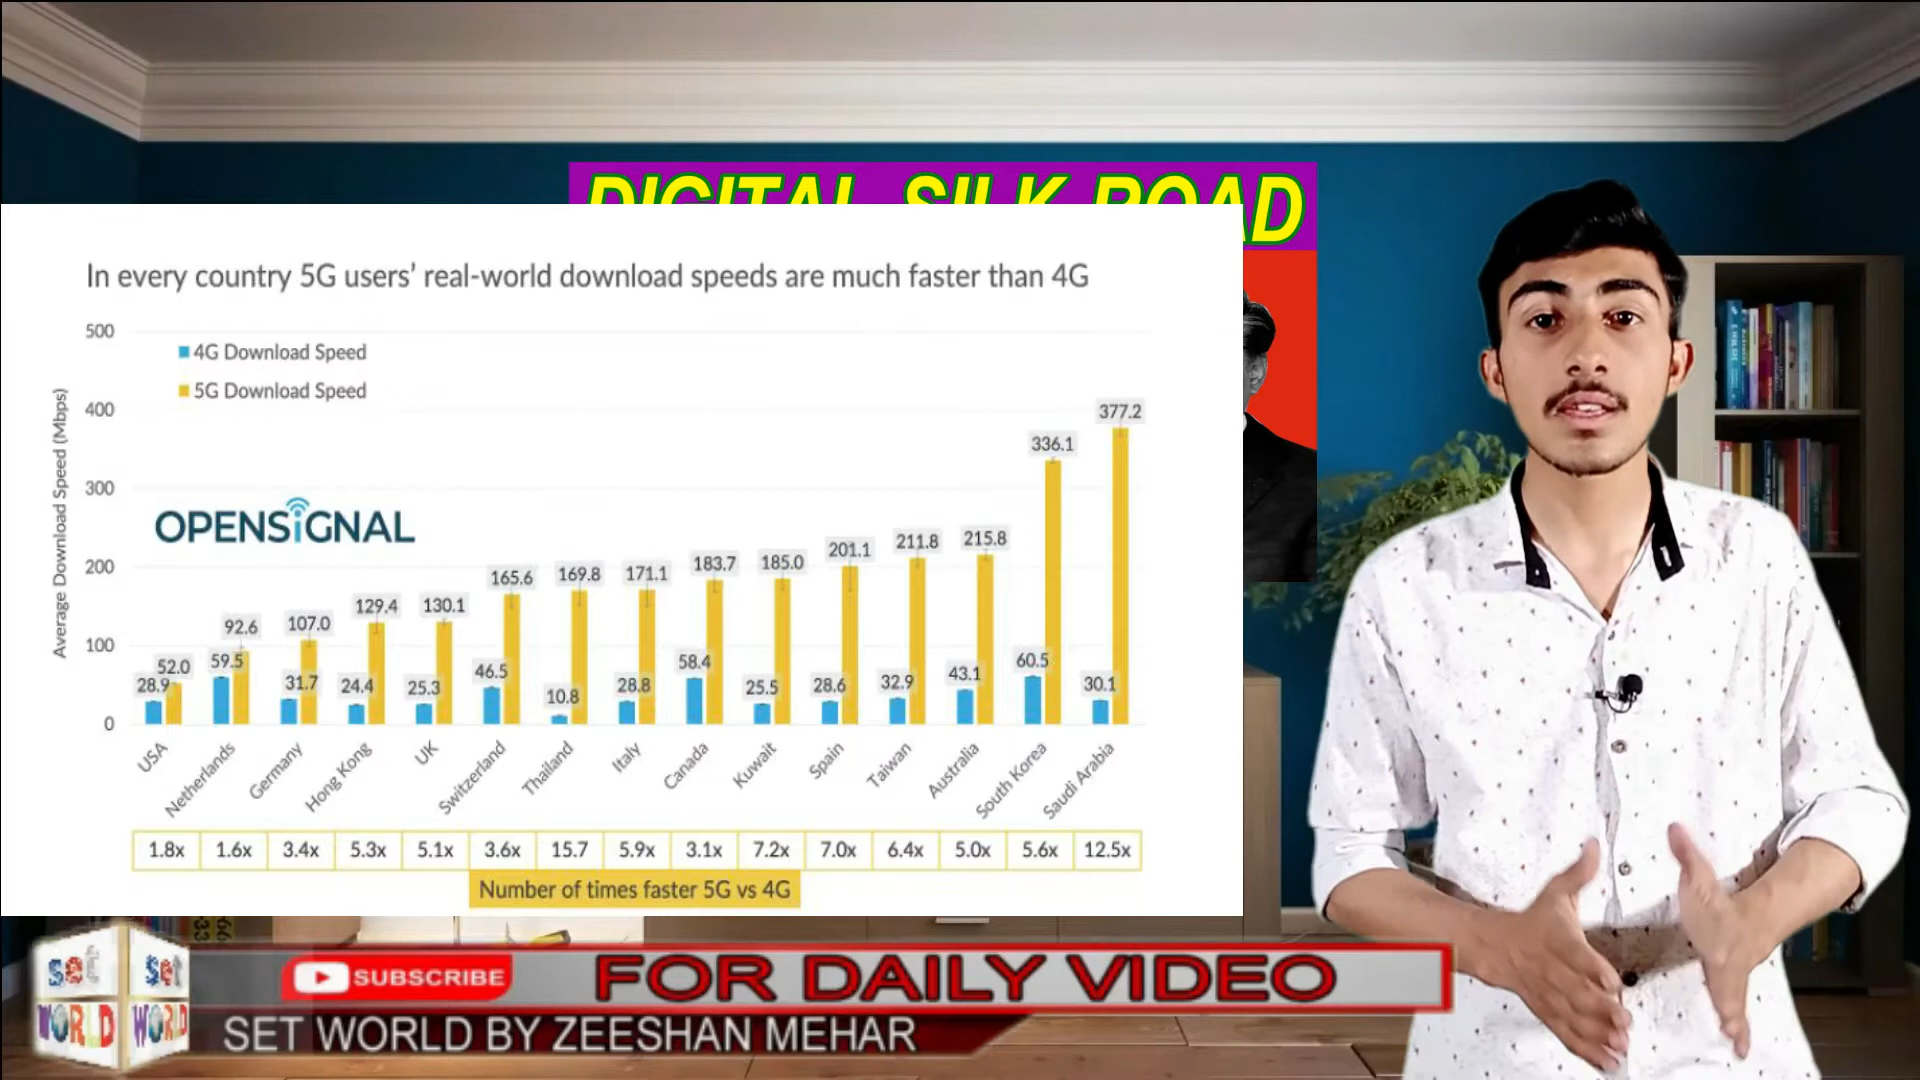 DIGITAL SILK ROAD
In every country 5G users’ real-world download speeds are much faster than 4G
500
400
300
200
100
0
Average Download Speed (Mbps)
4G Download Speed
5G Download Speed
OPENSIGNAL
28.9 52.0
59.5 92.6
31.7 107.0
24.4 129.4
25.3 130.1
46.5 165.6
10.8 169.8
28.8 171.1
58.4 183.7
25.5 185.0
28.6 201.1
32.9 211.8
43.1 215.8
60.5 336.1
30.1 377.2
USA Netherlands Germany Hong Kong UK Switzerland Thailand Italy Canada Kuwait Spain Taiwan Australia South Korea Saudi Arabia
1.8x 1.6x 3.4x 5.3x 5.1x 3.6x 15.7 5.9x 3.1x 7.2x 7.0x 6.4x 5.0x 5.6x 12.5x
Number of times faster 5G vs 4G
set set
WORLD WORLD
SUBSCRIBE
FOR DAILY VIDEO
SET WORLD BY ZEESHAN MEHAR